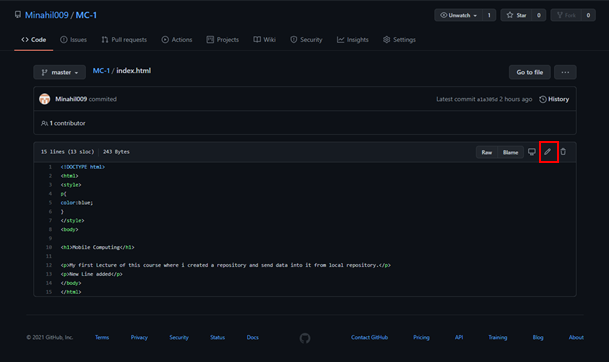 Minahil009 / MC-1
Unwatch 1 Star 0 Fork 0
Code Issues Pull requests Actions Projects Wiki Security Insights Settings
master MC-1 / index.html Go to file ...
Minahil009 commited Latest commit a1a305d 2 hours ago History
1 contributor
15 lines (13 sloc) 243 Bytes Raw Blame
1 <!DOCTYPE html>
2 <html>
3 <style>
4 p{
5 color:blue;
6 }
7 </style>
8 <body>
9
10 <h1>Mobile Computing</h1>
11
12 <p>My first Lecture of this course where i created a repository and send data into it from local repository.</p>
13 <p>New Line added</p>
14 </body>
15 </html>
© 2021 GitHub, Inc. Terms Privacy Security Status Docs Contact GitHub Pricing API Training Blog About